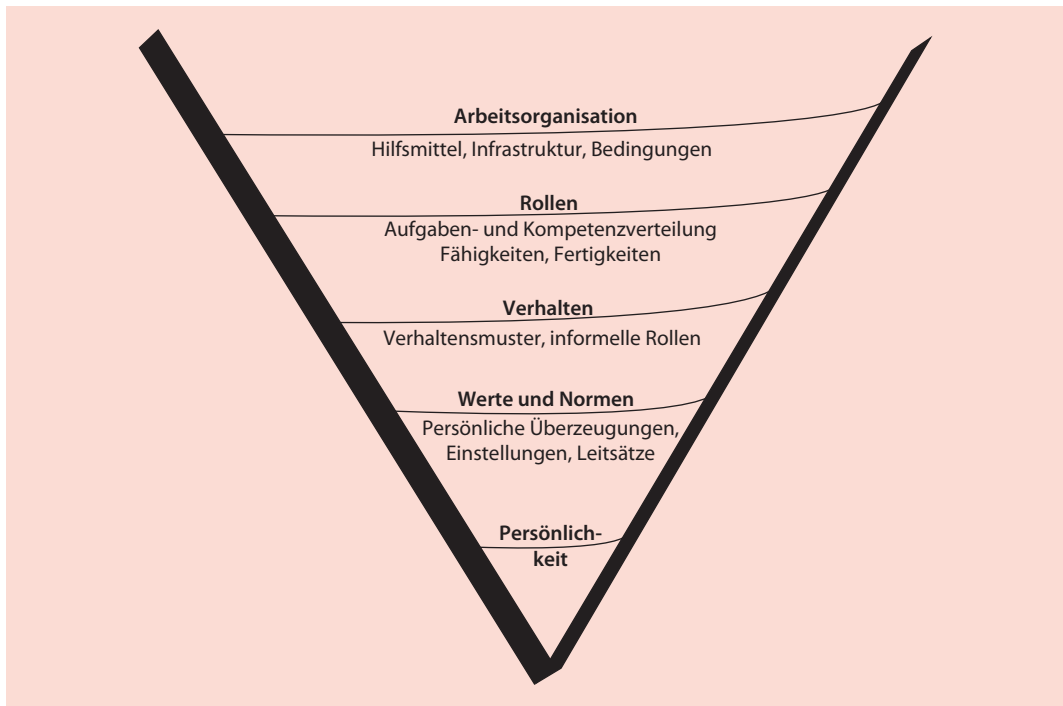 Arbeitsorganisation
Hilfsmittel, Infrastruktur, Bedingungen
Rollen
Aufgaben- und Kompetenzverteilung
Fähigkeiten, Fertigkeiten
Verhalten
Verhaltensmuster, informelle Rollen
Werte und Normen
Persönliche Überzeugungen,
Einstellungen, Leitsätze
Persönlich-
keit